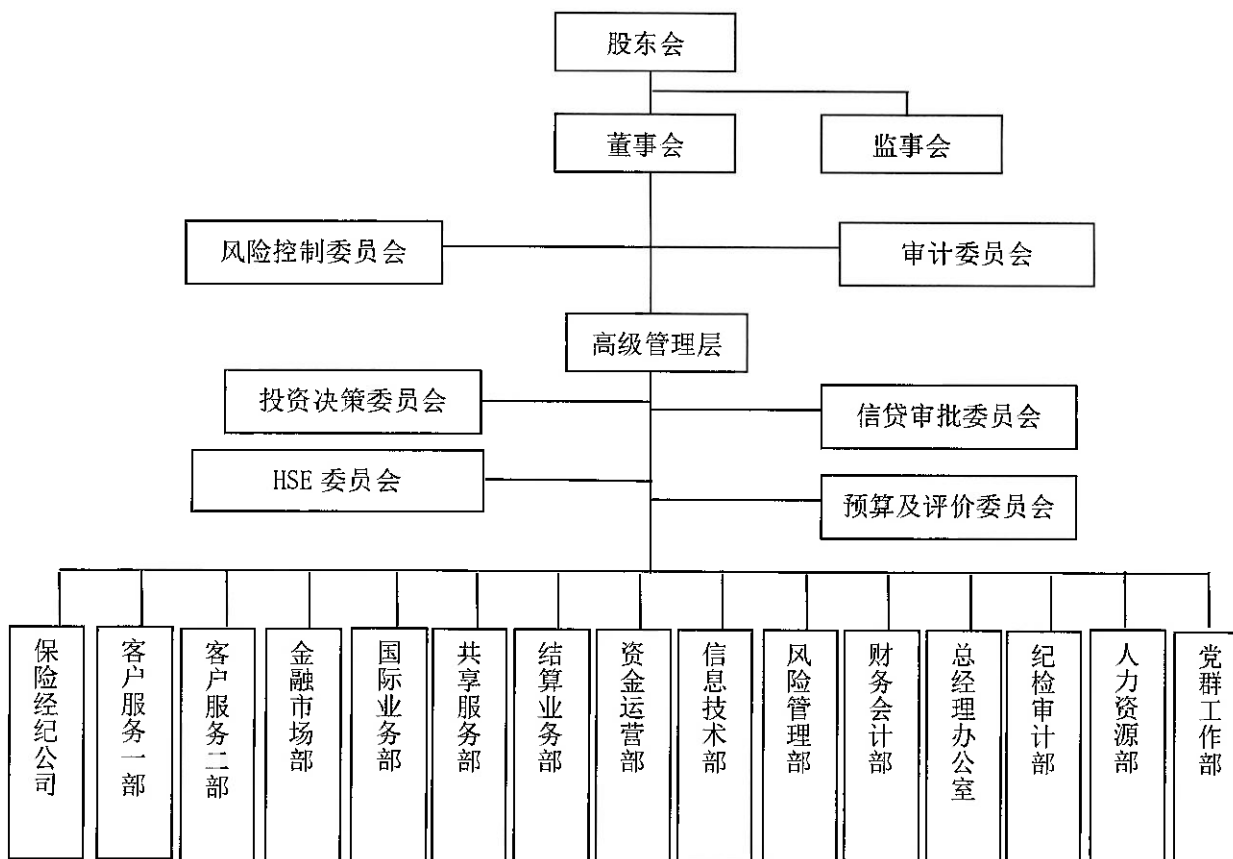 股东会
董事会
监事会
风险控制委员会
审计委员会
高级管理层
投资决策委员会
信贷审批委员会
HSE 委员会
预算及评价委员会
保险经纪公司
客户服务一部
客户服务二部
金融市场部
国际业务部
共享服务部
结算业务部
资金运营部
信息技术部
风险管理部
财务会计部
总经理办公室
纪检审计部
人力资源部
党群工作部